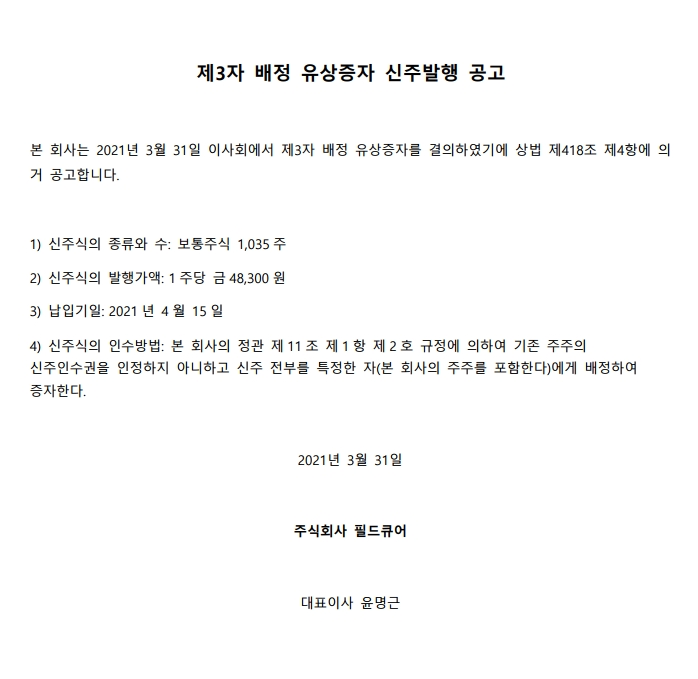 제3자 배정 유상증자 신주발행 공고
본 회사는 2021년 3월 31일 이사회에서 제3자 배정 유상증자를 결의하였기에 상법 제418조 제4항에 의
거 공고합니다.
1) 신주식의 종류와 수: 보통주식 1,035 주
2) 신주식의 발행가액: 1 주당 금 48,300 원
3) 납입기일: 2021 년 4 월 15 일
4) 신주식의 인수방법: 본 회사의 정관 제 11 조 제 1 항 제 2 호 규정에 의하여 기존 주주의
신주인수권을 인정하지 아니하고 신주 전부를 특정한 자(본 회사의 주주를 포함한다)에게 배정하여
증자한다.
2021년 3월 31일
주식회사 필드큐어
대표이사 윤명근